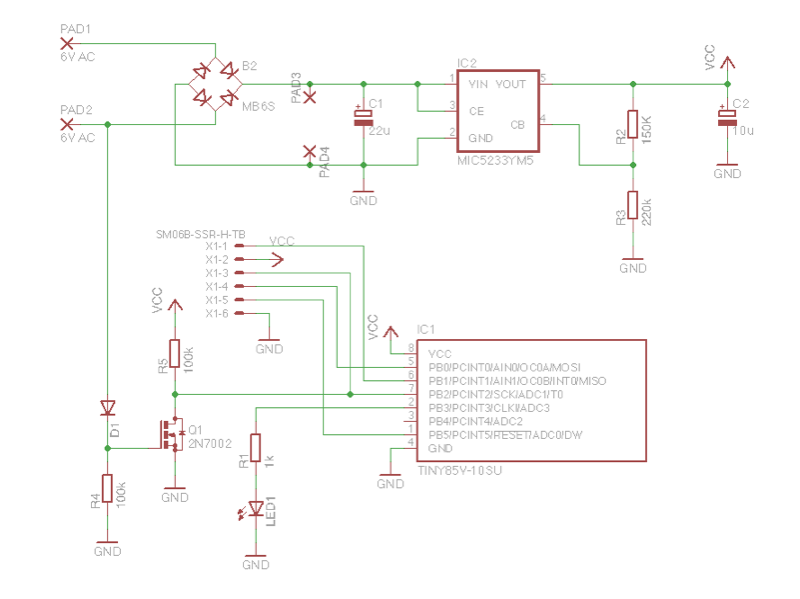 PAD1
6V AC
PAD2
6V AC
B2
MB6S
PAD3
PAD4
C1
22u
GND
IC2
VIN VOUT
CE
CB
GND
1
3
2
5
4
MIC5233YM5
R2
150K
R3
220k
GND
VCC
C2
10u
GND
SM06B-SSR-H-TB
X1-1
X1-2
X1-3
X1-4
X1-5
X1-6
VCC
GND
VCC
R5
100k
Q1
2N7002
GND
D1
R4
100k
GND
R1
1k
LED1
GND
VCC
GND
IC1
8 VCC
5 PB0/PCINT0/AIN0/OC0A/MOSI
6 PB1/PCINT1/AIN1/OC0B/INT0/MISO
7 PB2/PCINT2/SCK/ADC1/T0
2 PB3/PCINT3/CLKI/ADC3
3 PB4/PCINT4/ADC2
1 PB5/PCINT5/RESET/ADC0/DW
4 GND
TINY85V-10SU